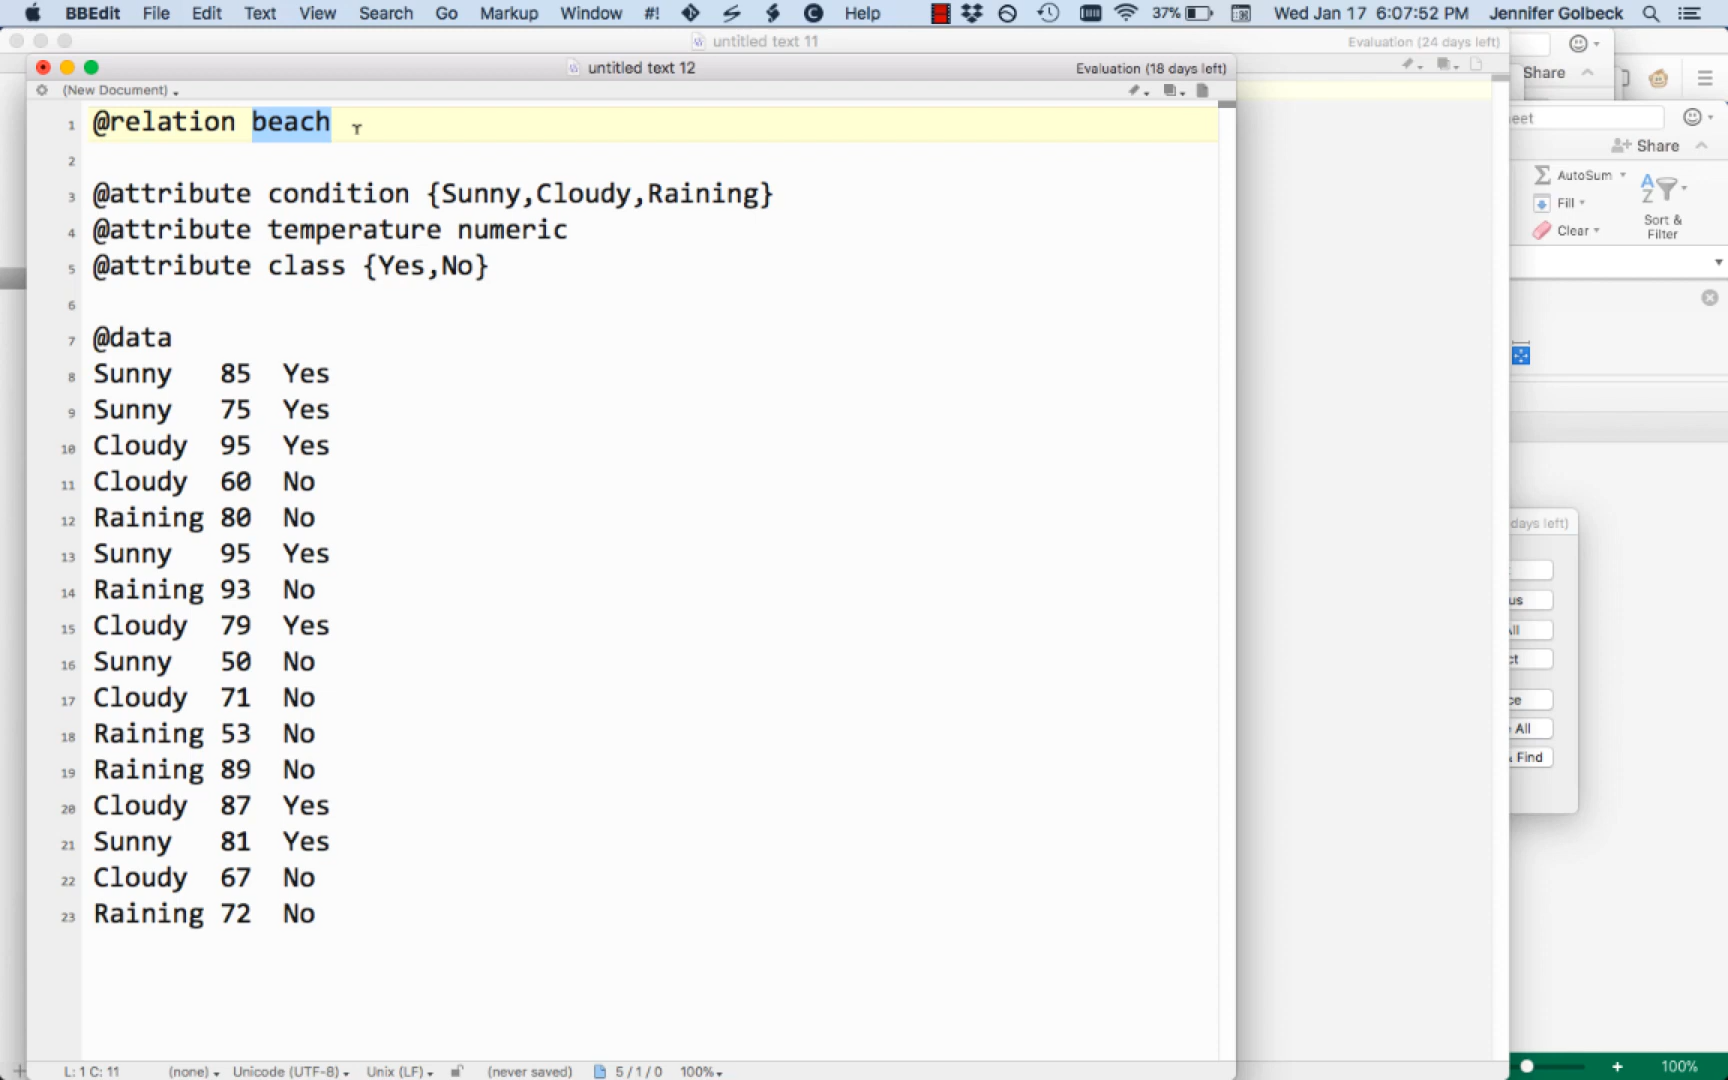 BBEdit File Edit Text View Search Go Markup Window #! Help 37% Wed Jan 17 6:07:52 PM Jennifer Golbeck
untitled text 11 Evaluation (24 days left)
untitled text 12 Evaluation (18 days left)
Share
(New Document)
1 @relation beach
2
3 @attribute condition {Sunny,Cloudy,Raining}
4 @attribute temperature numeric
5 @attribute class {Yes,No}
6
7 @data
8 Sunny 85 Yes
9 Sunny 75 Yes
10 Cloudy 95 Yes
11 Cloudy 60 No
12 Raining 80 No
13 Sunny 95 Yes
14 Raining 93 No
15 Cloudy 79 Yes
16 Sunny 50 No
17 Cloudy 71 No
18 Raining 53 No
19 Raining 89 No
20 Cloudy 87 Yes
21 Sunny 81 Yes
22 Cloudy 67 No
23 Raining 72 No
eet
Share
AutoSum
Fill
Clear
Sort &
Filter
days left)
us
All
& Find
L: 1 C: 11 (none) Unicode (UTF-8) Unix (LF) (never saved) 5 / 1 / 0 100%
100%